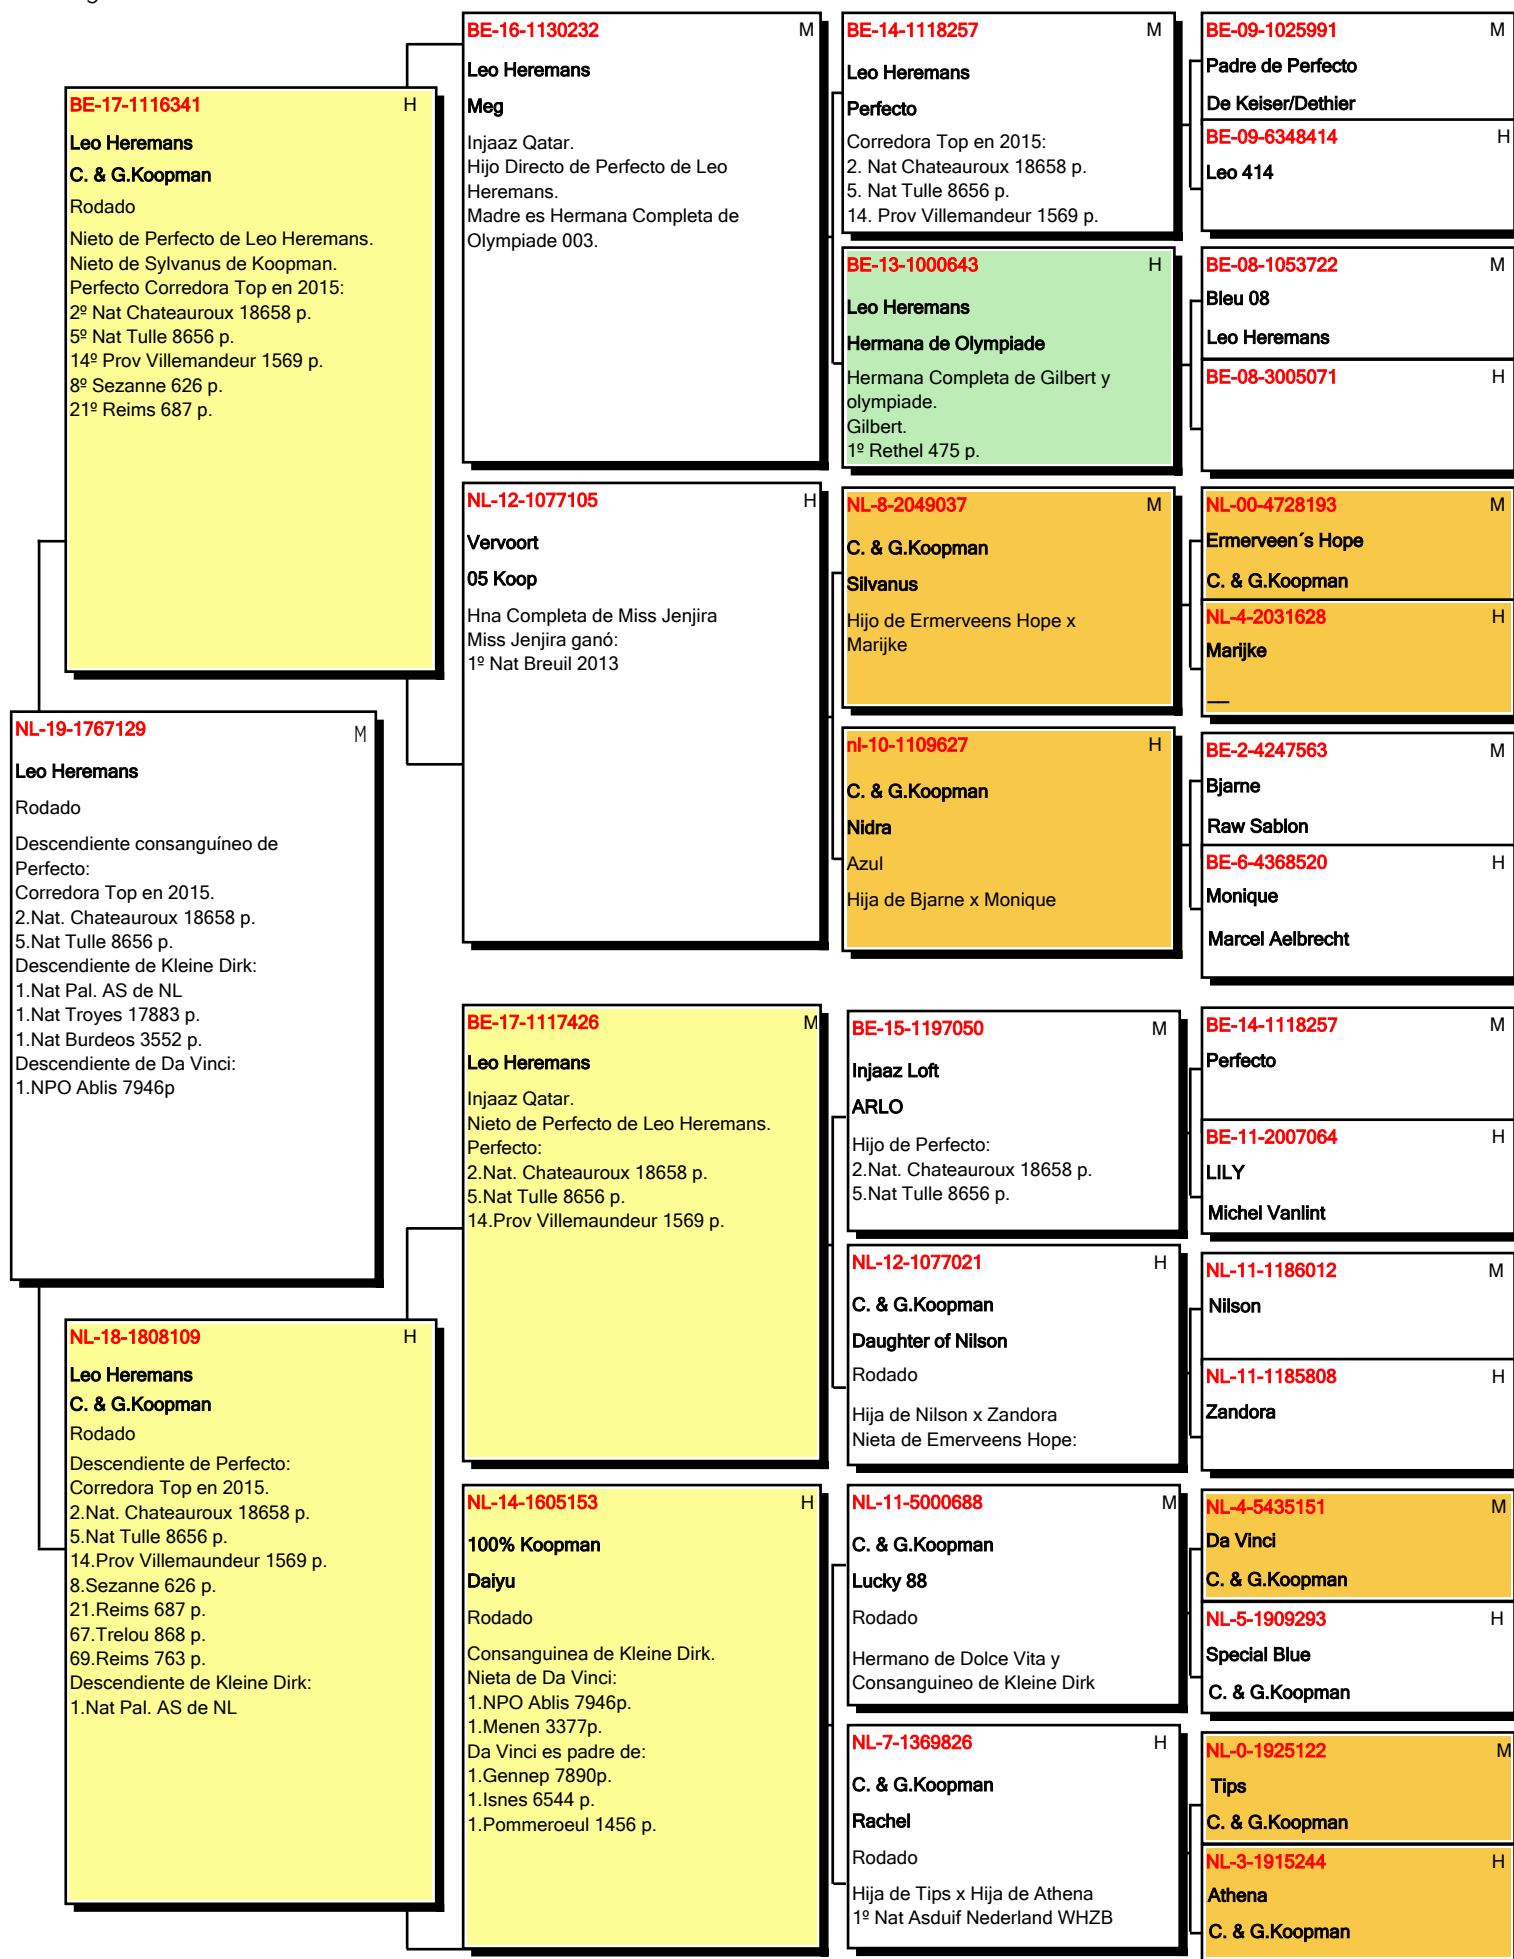 BE-17-1116341 H
Leo Heremans
C. & G.Koopman
Rodado
Nieto de Perfecto de Leo Heremans.
Nieto de Sylvanus de Koopman.
Perfecto Corredora Top en 2015:
2º Nat Chateauroux 18658 p.
5º Nat Tulle 8656 p.
14º Prov Villemandeur 1569 p.
8º Sezanne 626 p.
21º Reims 687 p.
NL-19-1767129 M
Leo Heremans
Rodado
Descendiente consanguíneo de
Perfecto:
Corredora Top en 2015.
2.Nat. Chateauroux 18658 p.
5.Nat Tulle 8656 p.
Descendiente de Kleine Dirk:
1.Nat Pal. AS de NL
1.Nat Troyes 17883 p.
1.Nat Burdeos 3552 p.
Descendiente de Da Vinci:
1.NPO Ablis 7946p
NL-18-1808109 H
Leo Heremans
C. & G.Koopman
Rodado
Descendiente de Perfecto:
Corredora Top en 2015.
2.Nat. Chateauroux 18658 p.
5.Nat Tulle 8656 p.
14.Prov Villemaundeur 1569 p.
8.Sezanne 626 p.
21.Reims 687 p.
67.Trelou 868 p.
69.Reims 763 p.
Descendiente de Kleine Dirk:
1.Nat Pal. AS de NL
BE-16-1130232 M
Leo Heremans
Meg
Injaaz Qatar.
Hijo Directo de Perfecto de Leo
Heremans.
Madre es Hermana Completa de
Olympiade 003.
NL-12-1077105 H
Vervoort
05 Koop
Hna Completa de Miss Jenjira
Miss Jenjira ganó:
1º Nat Breuil 2013
BE-17-1117426 M
Leo Heremans
Injaaz Qatar.
Nieto de Perfecto de Leo Heremans.
Perfecto:
2.Nat. Chateauroux 18658 p.
5.Nat Tulle 8656 p.
14.Prov Villemaundeur 1569 p.
NL-14-1605153 H
100% Koopman
Daiyu
Rodado
Consanguinea de Kleine Dirk.
Nieta de Da Vinci:
1.NPO Ablis 7946p.
1.Menen 3377p.
Da Vinci es padre de:
1.Gennep 7890p.
1.Isnes 6544 p.
1.Pommeroeul 1456 p.
BE-14-1118257 M
Leo Heremans
Perfecto
Corredora Top en 2015:
2. Nat Chateauroux 18658 p.
5. Nat Tulle 8656 p.
14. Prov Villemandeur 1569 p.
BE-13-1000643 H
Leo Heremans
Hermana de Olympiade
Hermana Completa de Gilbert y
olympiade.
Gilbert.
1º Rethel 475 p.
NL-8-2049037 M
C. & G.Koopman
Silvanus
Hijo de Ermerveens Hope x
Marijke
nl-10-1109627 H
C. & G.Koopman
Nidra
Azul
Hija de Bjarne x Monique
BE-15-1197050 M
Injaaz Loft
ARLO
Hijo de Perfecto:
2.Nat. Chateauroux 18658 p.
5.Nat Tulle 8656 p.
NL-12-1077021 H
C. & G.Koopman
Daughter of Nilson
Rodado
Hija de Nilson x Zandora
Nieta de Emerveens Hope:
NL-11-5000688 M
C. & G.Koopman
Lucky 88
Rodado
Hermano de Dolce Vita y
Consanguineo de Kleine Dirk
NL-7-1369826 H
C. & G.Koopman
Rachel
Rodado
Hija de Tips x Hija de Athena
1º Nat Asduif Nederland WHZB
BE-09-1025991 M
Padre de Perfecto
De Keiser/Dethier
BE-09-6348414 H
Leo 414
BE-08-1053722 M
Bleu 08
Leo Heremans
BE-08-3005071 H
NL-00-4728193 M
Ermerveen´s Hope
C. & G.Koopman
NL-4-2031628 H
Marijke
__
BE-2-4247563 M
Bjarne
Raw Sablon
BE-6-4368520 H
Monique
Marcel Aelbrecht
BE-14-1118257 M
Perfecto
BE-11-2007064 H
LILY
Michel Vanlint
NL-11-1186012 M
Nilson
NL-11-1185808 H
Zandora
NL-4-5435151 M
Da Vinci
C. & G.Koopman
NL-5-1909293 H
Special Blue
C. & G.Koopman
NL-0-1925122 M
Tips
C. & G.Koopman
NL-3-1915244 H
Athena
C. & G.Koopman